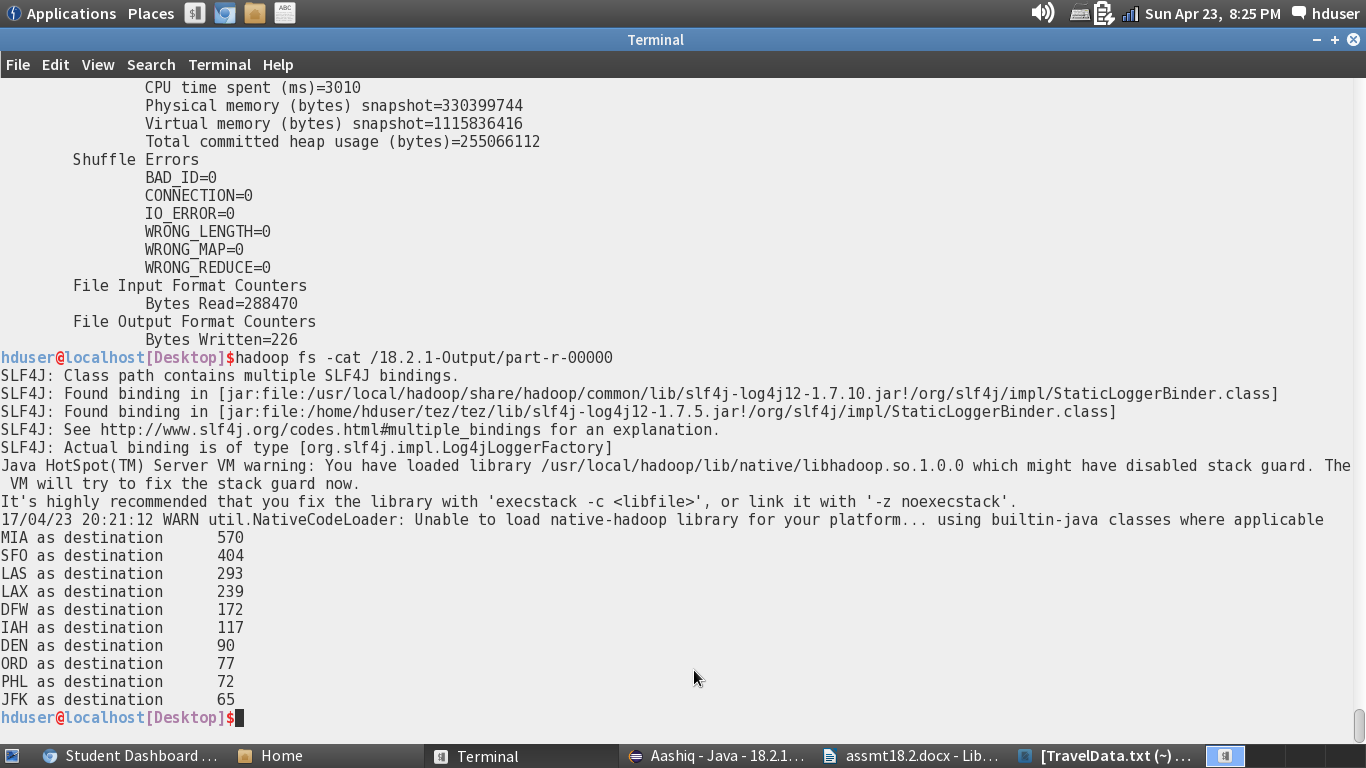 Applications Places Sun Apr 23, 8:25 PM hduser
Terminal
File Edit View Search Terminal Help
CPU time spent (ms)=3010
Physical memory (bytes) snapshot=330399744
Virtual memory (bytes) snapshot=1115836416
Total committed heap usage (bytes)=255066112
Shuffle Errors
BAD_ID=0
CONNECTION=0
IO_ERROR=0
WRONG_LENGTH=0
WRONG_MAP=0
WRONG_REDUCE=0
File Input Format Counters
Bytes Read=288470
File Output Format Counters
Bytes Written=226
hduser@localhost[Desktop]$hadoop fs -cat /18.2.1-Output/part-r-00000
SLF4J: Class path contains multiple SLF4J bindings.
SLF4J: Found binding in [jar:file:/usr/local/hadoop/share/hadoop/common/lib/slf4j-log4j12-1.7.10.jar!/org/slf4j/impl/StaticLoggerBinder.class]
SLF4J: Found binding in [jar:file:/home/hduser/tez/tez/lib/slf4j-log4j12-1.7.5.jar!/org/slf4j/impl/StaticLoggerBinder.class]
SLF4J: See http://www.slf4j.org/codes.html#multiple_bindings for an explanation.
SLF4J: Actual binding is of type [org.slf4j.impl.Log4jLoggerFactory]
Java HotSpot(TM) Server VM warning: You have loaded library /usr/local/hadoop/lib/native/libhadoop.so.1.0.0 which might have disabled stack guard. The
VM will try to fix the stack guard now.
It's highly recommended that you fix the library with 'execstack -c <libfile>', or link it with '-z noexecstack'.
17/04/23 20:21:12 WARN util.NativeCodeLoader: Unable to load native-hadoop library for your platform... using builtin-java classes where applicable
MIA as destination 570
SFO as destination 404
LAS as destination 293
LAX as destination 239
DFW as destination 172
IAH as destination 117
DEN as destination 90
ORD as destination 77
PHL as destination 72
JFK as destination 65
hduser@localhost[Desktop]$
Student Dashboard ... Home Terminal Aashiq - Java - 18.2.1... assmt18.2.docx - Lib... [TravelData.txt (~) ...